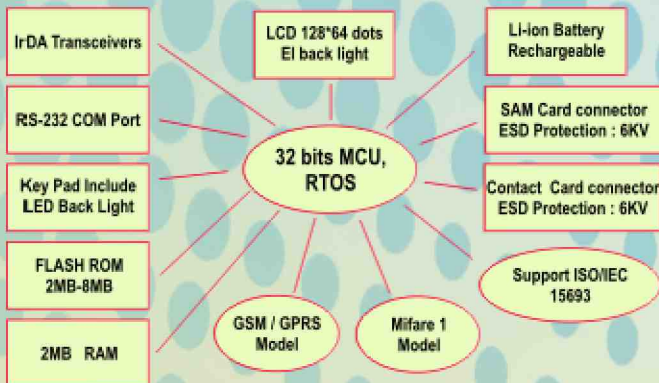 IrDA Transceivers
LCD 128*64 dots
El back light
Li-ion Battery
Rechargeable
RS-232 COM Port
SAM Card connector
ESD Protection : 6KV
32 bits MCU,
RTOS
Key Pad Include
LED Back Light
Contact Card connector
ESD Protection : 6KV
FLASH ROM
2MB-8MB
Support ISO/IEC
15693
GSM / GPRS
Model
Mifare 1
Model
2MB RAM